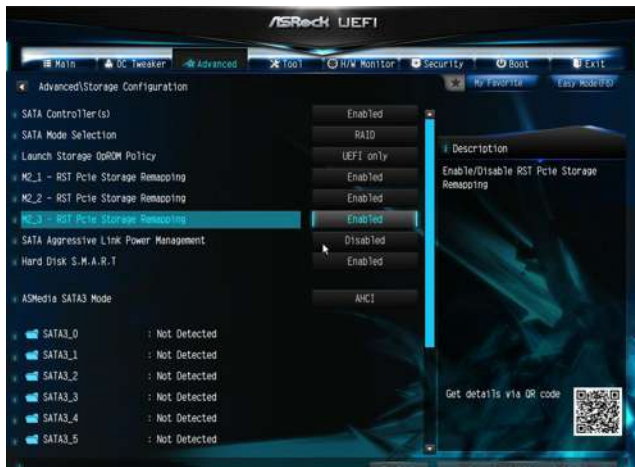 ASRock UEFI
Main OC Tweaker Advanced Tool H/W Monitor Security Boot Exit
Advanced\Storage Configuration
My Favorite Easy Mode(F6)
SATA Controller(s) Enabled
SATA Mode Selection RAID
Launch Storage OpROM Policy UEFI only
M2_1 - RST Pcie Storage Remapping Enabled
M2_2 - RST Pcie Storage Remapping Enabled
M2_3 - RST Pcie Storage Remapping Enabled
SATA Aggressive Link Power Management Disabled
Hard Disk S.M.A.R.T Enabled
ASMedia SATA3 Mode AHCI
SATA3_0 : Not Detected
SATA3_1 : Not Detected
SATA3_2 : Not Detected
SATA3_3 : Not Detected
SATA3_4 : Not Detected
SATA3_5 : Not Detected
Description
Enable/Disable RST Pcie Storage
Remapping
Get details via QR code